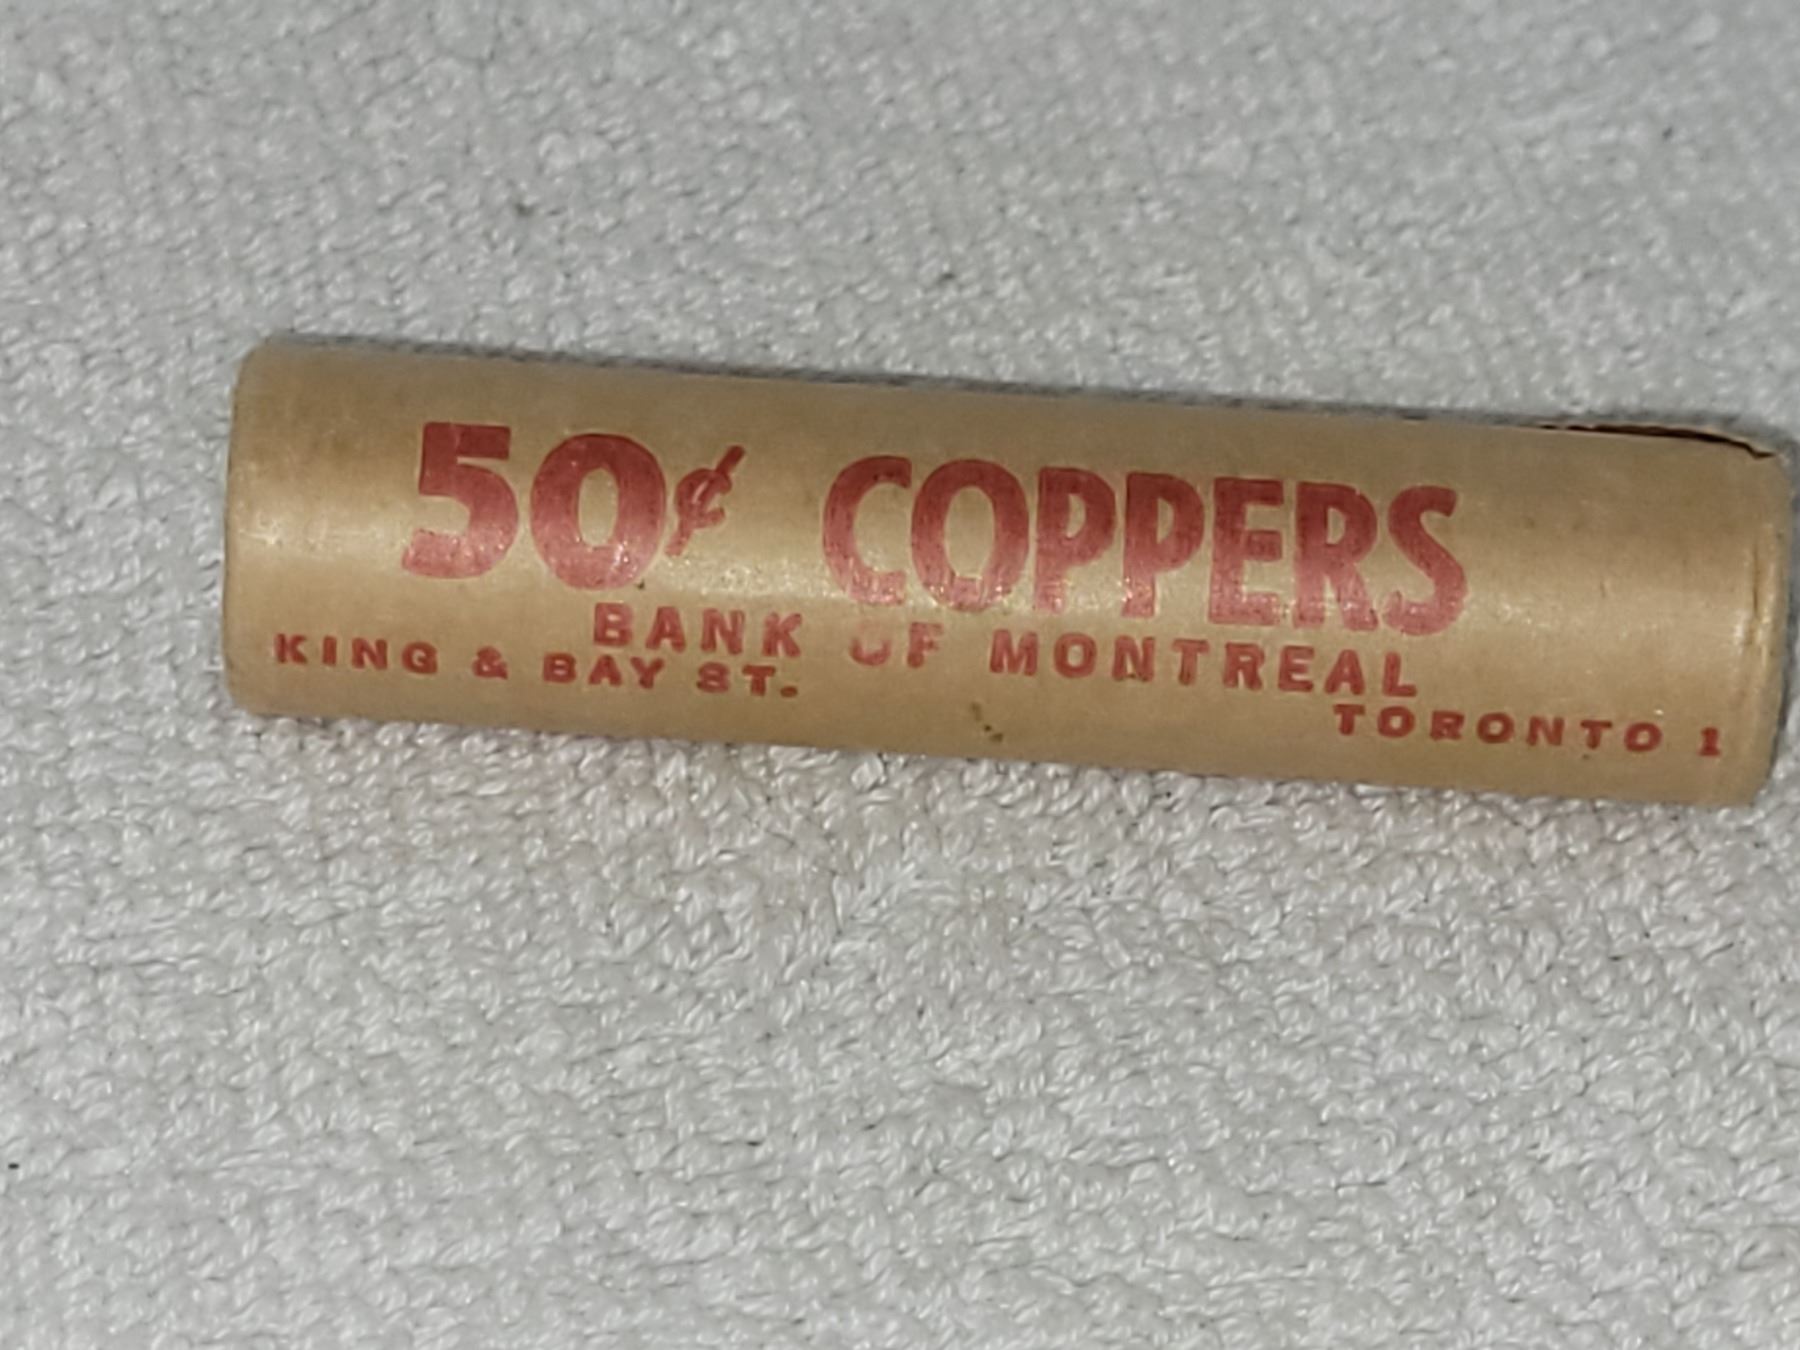 50¢ COPPERS
BANK OF MONTREAL
KING & BAY ST.
TORONTO 1